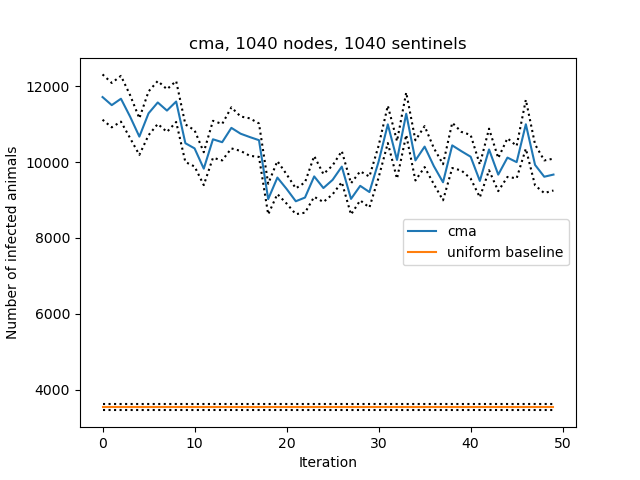 cma, 1040 nodes, 1040 sentinels
12000
10000
8000
6000
4000
Number of infected animals
cma
uniform baseline
0
10
20
30
40
50
Iteration